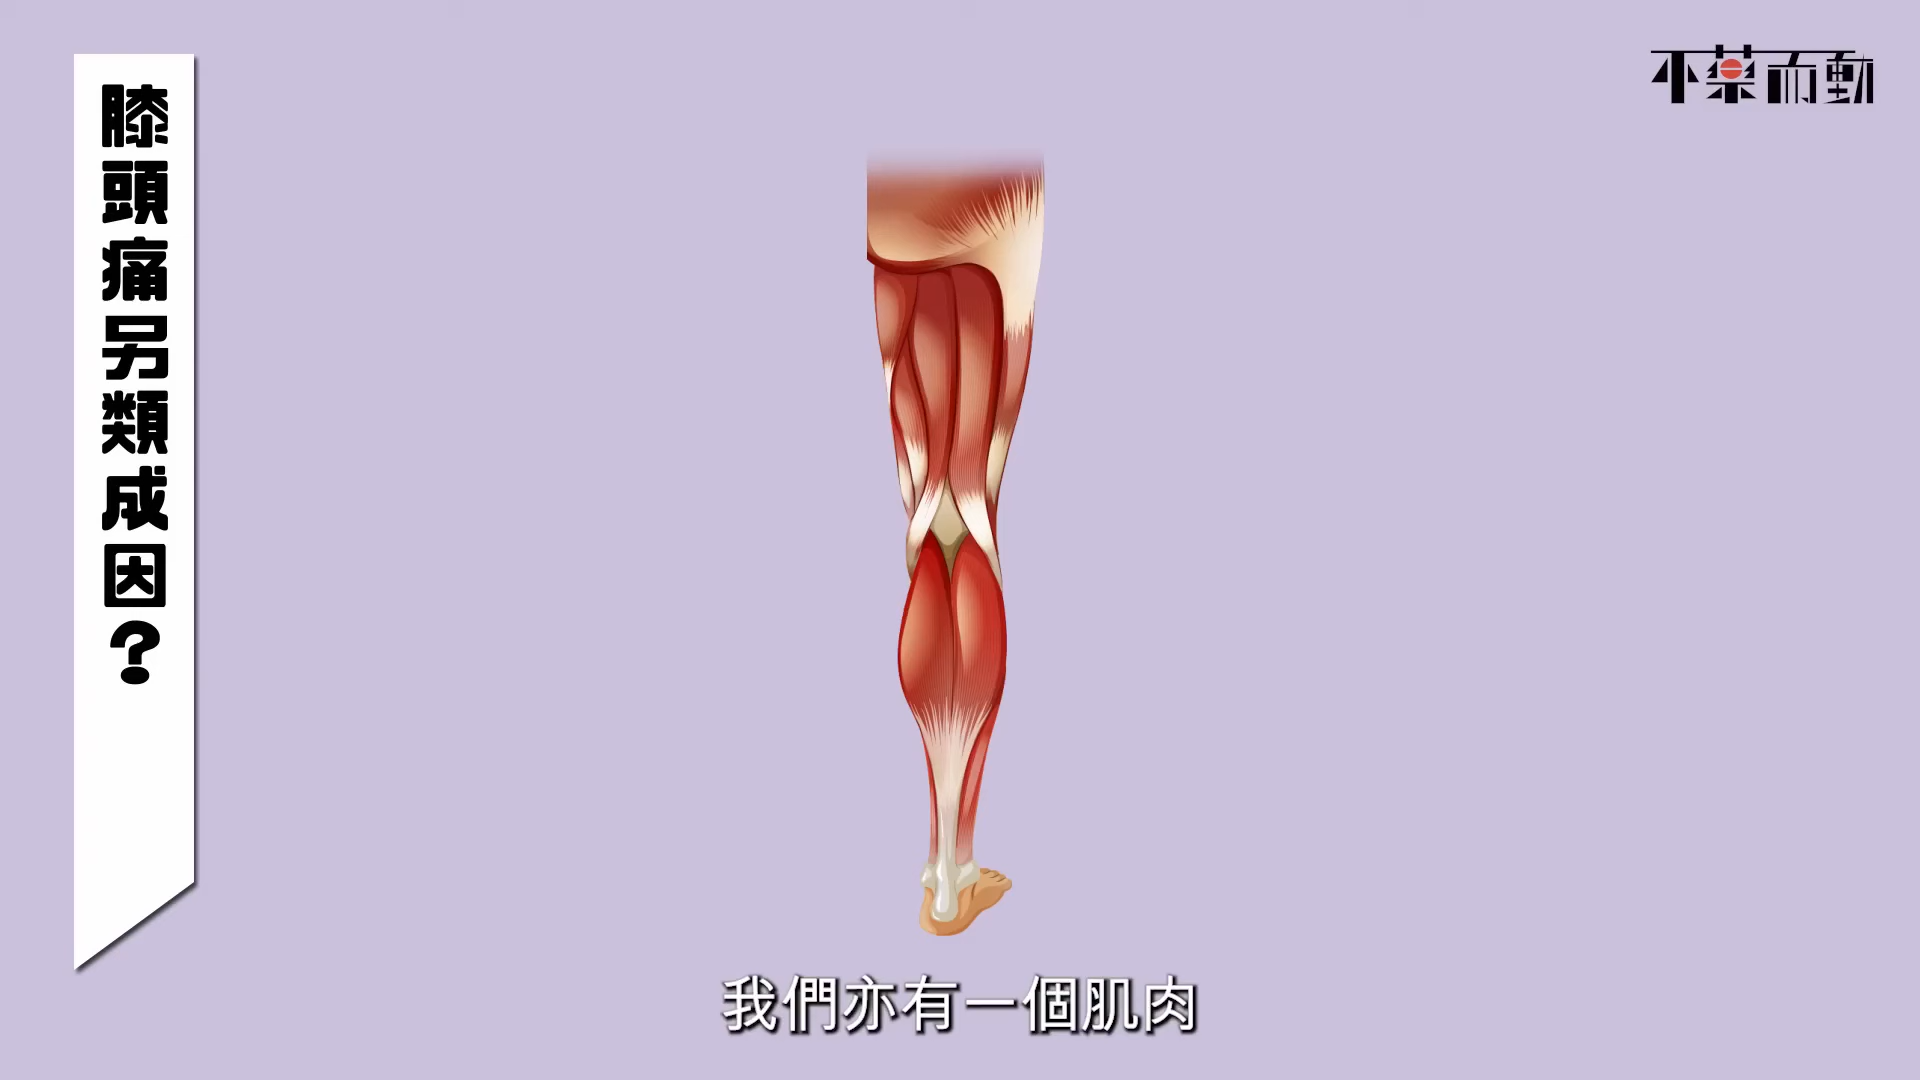 膝頭痛另類成因?
不藥而動
我們亦有一個肌肉